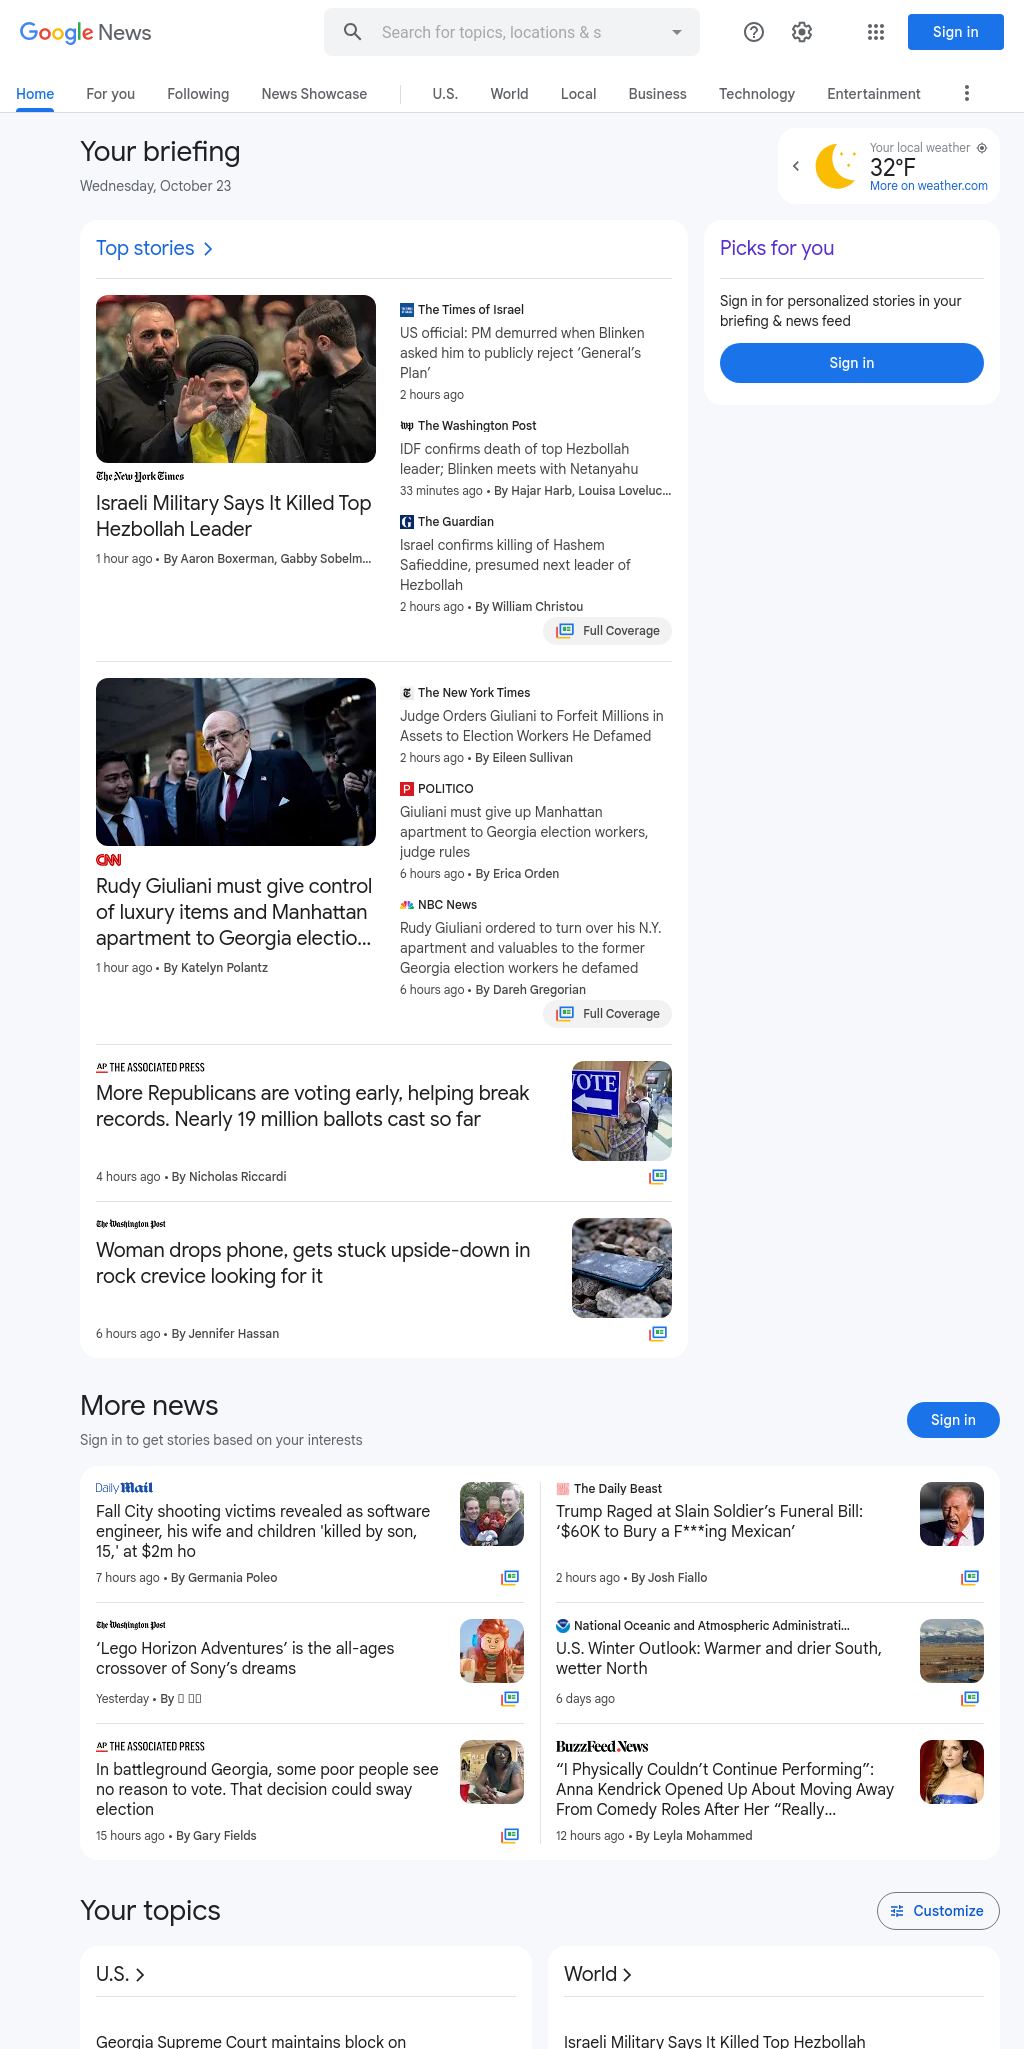 Google News
Search for topics, locations & s
Sign in
Home
For you
Following
News Showcase
U.S.
World
Local
Business
Technology
Entertainment
Your briefing
Wednesday, October 23
Your local weather
32°F
More on weather.com
Top stories
The New York Times
Israeli Military Says It Killed Top
Hezbollah Leader
1 hour ago • By Aaron Boxerman, Gabby Sobelm...
The Times of Israel
US official: PM demurred when Blinken
asked him to publicly reject ‘General’s
Plan’
2 hours ago
The Washington Post
IDF confirms death of top Hezbollah
leader; Blinken meets with Netanyahu
33 minutes ago • By Hajar Harb, Louisa Loveluc...
The Guardian
Israel confirms killing of Hashem
Safieddine, presumed next leader of
Hezbollah
2 hours ago • By William Christou
Full Coverage
Picks for you
Sign in for personalized stories in your
briefing & news feed
Sign in
CNN
Rudy Giuliani must give control
of luxury items and Manhattan
apartment to Georgia electio...
1 hour ago • By Katelyn Polantz
The New York Times
Judge Orders Giuliani to Forfeit Millions in
Assets to Election Workers He Defamed
2 hours ago • By Eileen Sullivan
POLITICO
Giuliani must give up Manhattan
apartment to Georgia election workers,
judge rules
6 hours ago • By Erica Orden
NBC News
Rudy Giuliani ordered to turn over his N.Y.
apartment and valuables to the former
Georgia election workers he defamed
6 hours ago • By Dareh Gregorian
Full Coverage
AP THE ASSOCIATED PRESS
More Republicans are voting early, helping break
records. Nearly 19 million ballots cast so far
4 hours ago • By Nicholas Riccardi
VOTE
The Washington Post
Woman drops phone, gets stuck upside-down in
rock crevice looking for it
6 hours ago • By Jennifer Hassan
More news
Sign in to get stories based on your interests
Sign in
Daily Mail
Fall City shooting victims revealed as software
engineer, his wife and children 'killed by son,
15,' at $2m ho
7 hours ago • By Germania Poleo
The Daily Beast
Trump Raged at Slain Soldier’s Funeral Bill:
‘$60K to Bury a F***ing Mexican’
2 hours ago • By Josh Fiallo
The Washington Post
‘Lego Horizon Adventures’ is the all-ages
crossover of Sony’s dreams
Yesterday • By
National Oceanic and Atmospheric Administrati...
U.S. Winter Outlook: Warmer and drier South,
wetter North
6 days ago
AP THE ASSOCIATED PRESS
In battleground Georgia, some poor people see
no reason to vote. That decision could sway
election
15 hours ago • By Gary Fields
BuzzFeed News
“I Physically Couldn’t Continue Performing”:
Anna Kendrick Opened Up About Moving Away
From Comedy Roles After Her “Really...
12 hours ago • By Leyla Mohammed
Your topics
Customize
U.S.
World
Georgia Supreme Court maintains block on
Israeli Military Says It Killed Top Hezbollah